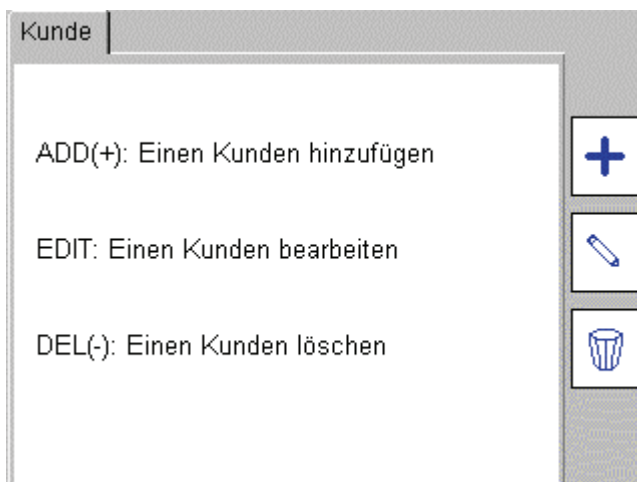 Kunde
ADD(+): Einen Kunden hinzufügen
EDIT: Einen Kunden bearbeiten
DEL(-): Einen Kunden löschen